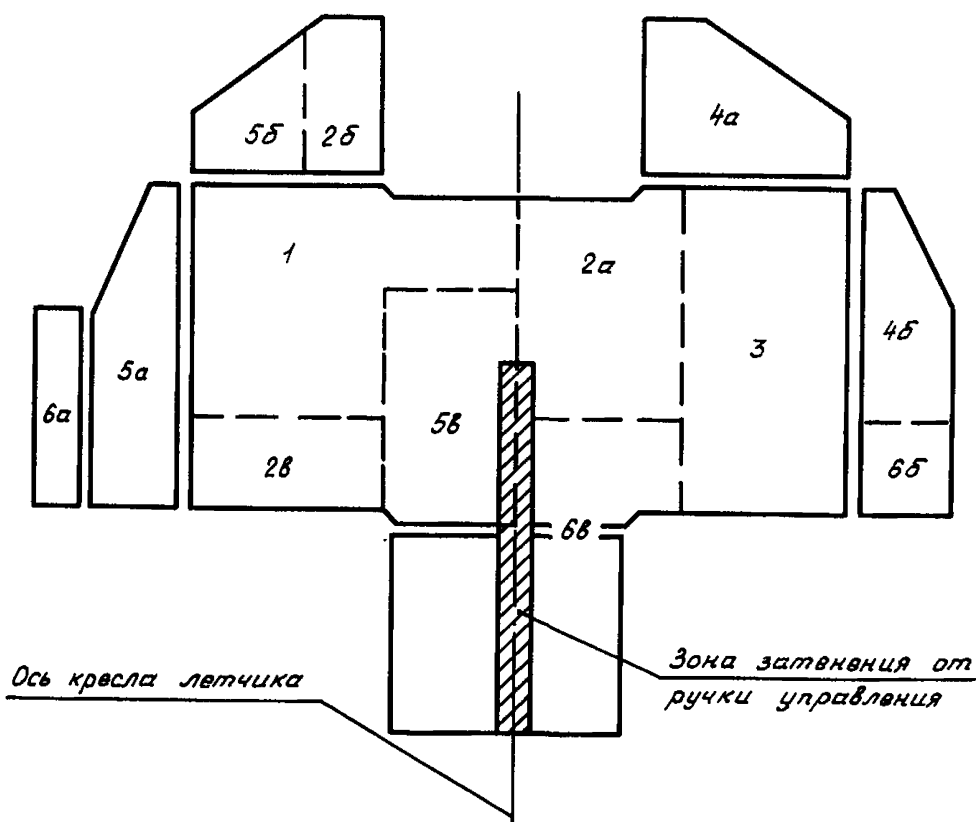 5б 2б
4а
1
2а
4б
3
5а
6а
5в
2в
6б
6в
Ось кресла летчика
Зона затенения от
ручки управления